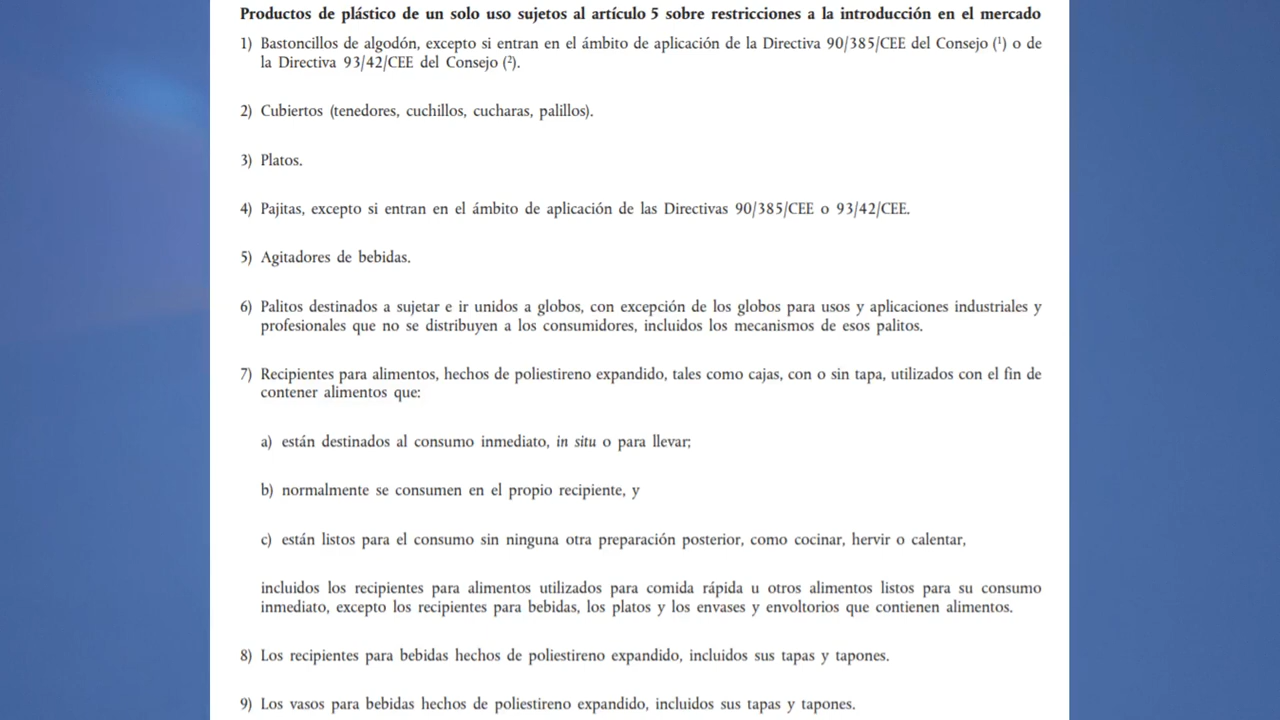 Productos de plástico de un solo uso sujetos al artículo 5 sobre restricciones a la introducción en el mercado
1) Bastoncillos de algodón, excepto si entran en el ámbito de aplicación de la Directiva 90/385/CEE del Consejo (¹) o de
la Directiva 93/42/CEE del Consejo (²).
2) Cubiertos (tenedores, cuchillos, cucharas, palillos).
3) Platos.
4) Pajitas, excepto si entran en el ámbito de aplicación de las Directivas 90/385/CEE o 93/42/CEE.
5) Agitadores de bebidas.
6) Palitos destinados a sujetar e ir unidos a globos, con excepción de los globos para usos y aplicaciones industriales y
profesionales que no se distribuyen a los consumidores, incluidos los mecanismos de esos palitos.
7) Recipientes para alimentos, hechos de poliestireno expandido, tales como cajas, con o sin tapa, utilizados con el fin de
contener alimentos que:
a) están destinados al consumo inmediato, in situ o para llevar;
b) normalmente se consumen en el propio recipiente, y
c) están listos para el consumo sin ninguna otra preparación posterior, como cocinar, hervir o calentar,
incluidos los recipientes para alimentos utilizados para comida rápida u otros alimentos listos para su consumo
inmediato, excepto los recipientes para bebidas, los platos y los envases y envoltorios que contienen alimentos.
8) Los recipientes para bebidas hechos de poliestireno expandido, incluidos sus tapas y tapones.
9) Los vasos para bebidas hechos de poliestireno expandido, incluidos sus tapas y tapones.